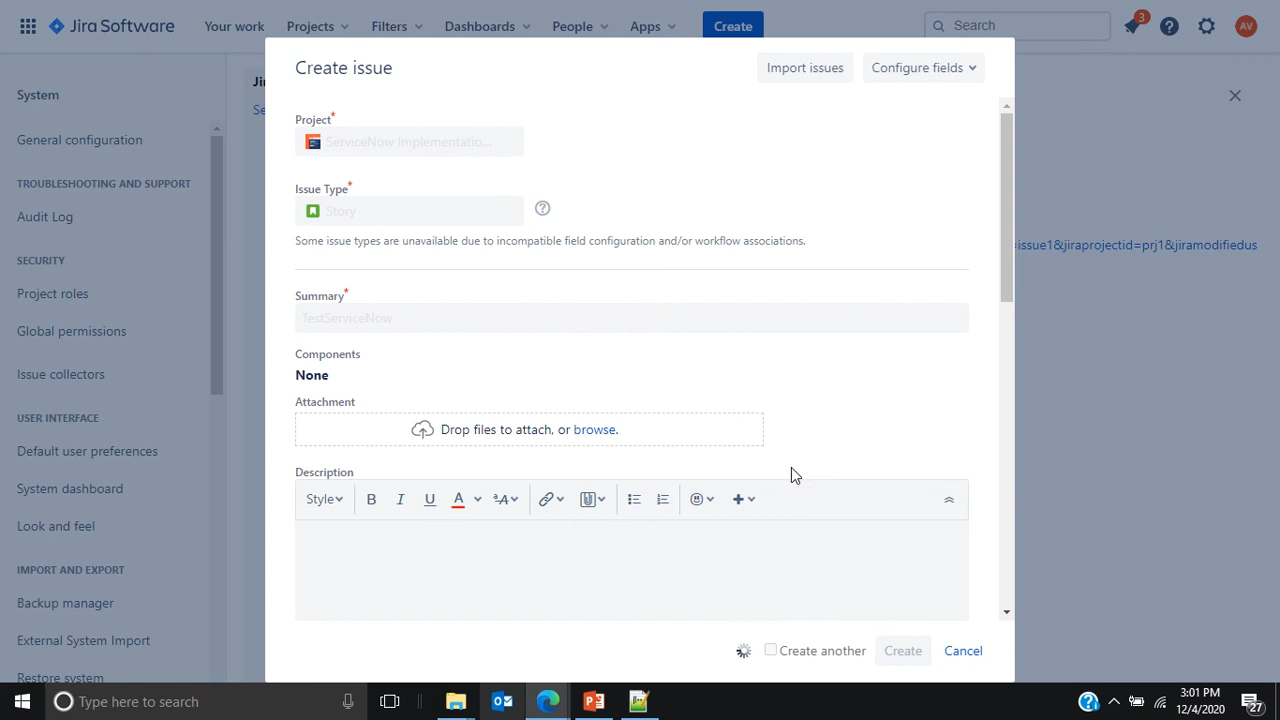 Jira Software Your work Projects Filters Dashboards People Apps Create Search 3 AV
System
General configuration
TROUBLESHOOTING AND SUPPORT
Audit Log
SECURITY
Project roles
Global permissions
Issue collectors
USER INTERFACE
Default user preferences
System dashboard
Look and feel
IMPORT AND EXPORT
Backup manager
External System Import
Restore system
Ji
Se
=issue1&jiraprojectid=prj1&jiramodifiedus
Create issue Import issues Configure fields
Project*
ServiceNow Implementatio...
Issue Type*
Story
Some issue types are unavailable due to incompatible field configuration and/or workflow associations.
Summary*
TestServiceNow
Components
None
Attachment
Drop files to attach, or browse.
Description
Style B I U A ᵃA
Create another Create Cancel
Type here to search
3:01 PM
12/4/2020
27